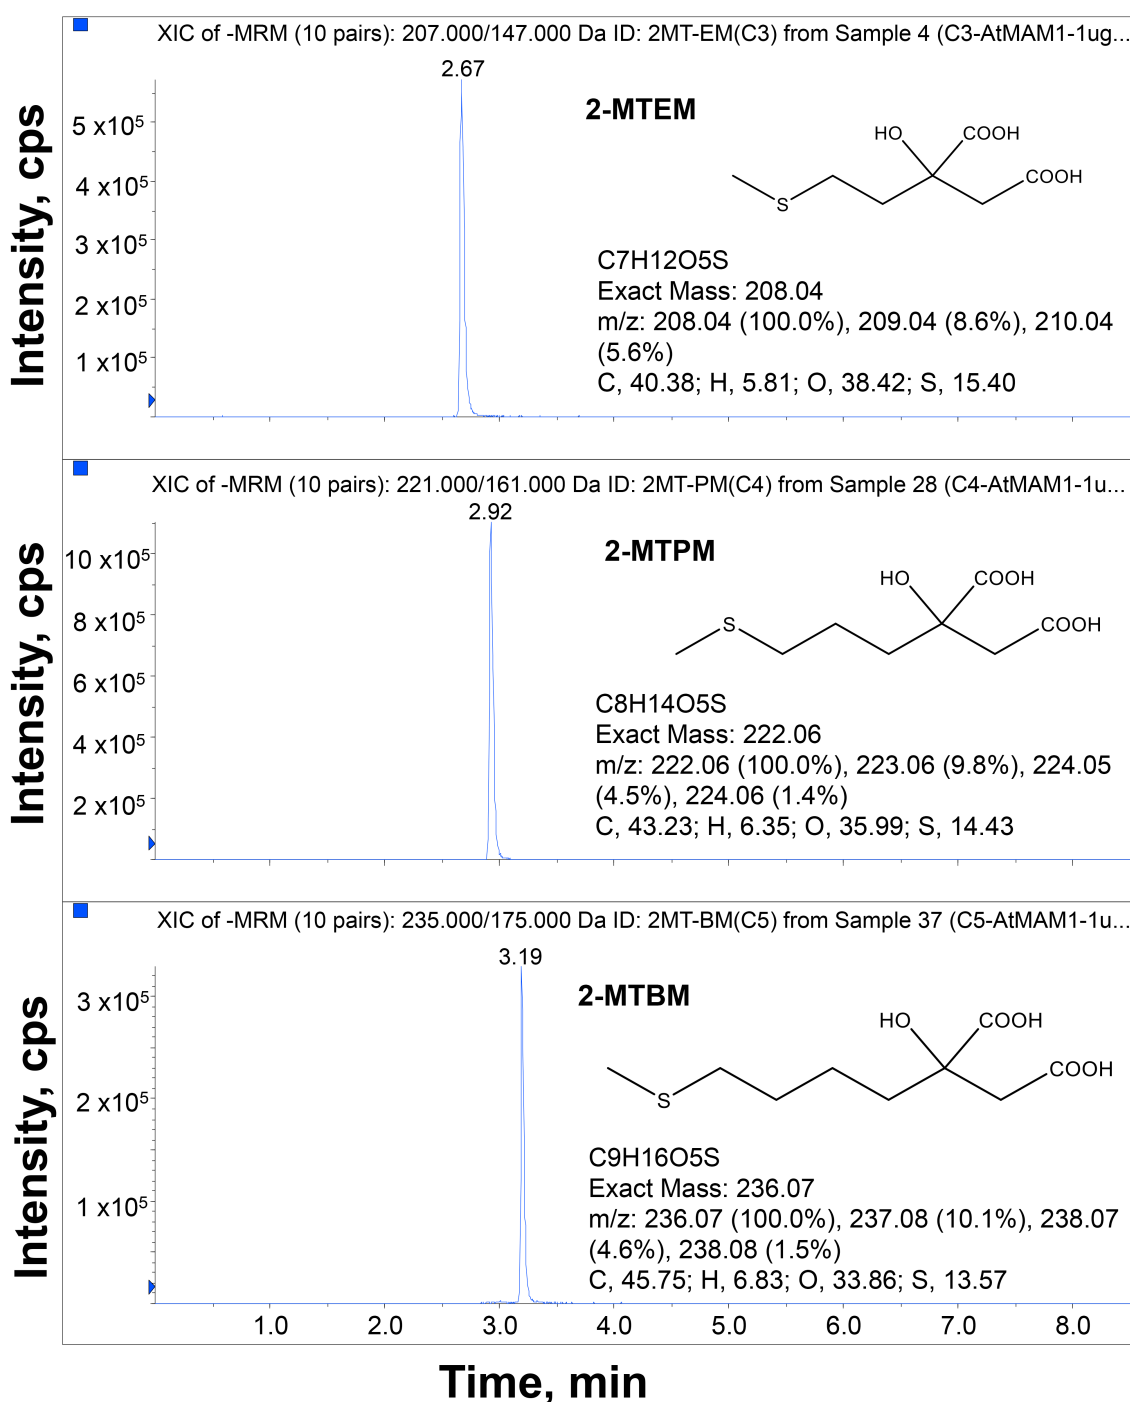 XIC of -MRM (10 pairs): 207.000/147.000 Da ID: 2MT-EM(C3) from Sample 4 (C3-AtMAM1-1ug...
2.67
2-MTEM
Intensity, cps
5 x10⁵
4 x10⁵
3 x10⁵
2 x10⁵
1 x10⁵
HO
COOH
COOH
S
C7H12O5S
Exact Mass: 208.04
m/z: 208.04 (100.0%), 209.04 (8.6%), 210.04
(5.6%)
C, 40.38; H, 5.81; O, 38.42; S, 15.40
XIC of -MRM (10 pairs): 221.000/161.000 Da ID: 2MT-PM(C4) from Sample 28 (C4-AtMAM1-1u...
2.92
2-MTPM
Intensity, cps
10 x10⁵
8 x10⁵
6 x10⁵
4 x10⁵
2 x10⁵
HO
COOH
COOH
S
C8H14O5S
Exact Mass: 222.06
m/z: 222.06 (100.0%), 223.06 (9.8%), 224.05
(4.5%), 224.06 (1.4%)
C, 43.23; H, 6.35; O, 35.99; S, 14.43
XIC of -MRM (10 pairs): 235.000/175.000 Da ID: 2MT-BM(C5) from Sample 37 (C5-AtMAM1-1u...
3.19
2-MTBM
Intensity, cps
3 x10⁵
2 x10⁵
1 x10⁵
HO
COOH
COOH
S
C9H16O5S
Exact Mass: 236.07
m/z: 236.07 (100.0%), 237.08 (10.1%), 238.07
(4.6%), 238.08 (1.5%)
C, 45.75; H, 6.83; O, 33.86; S, 13.57
1.0 2.0 3.0 4.0 5.0 6.0 7.0 8.0
Time, min